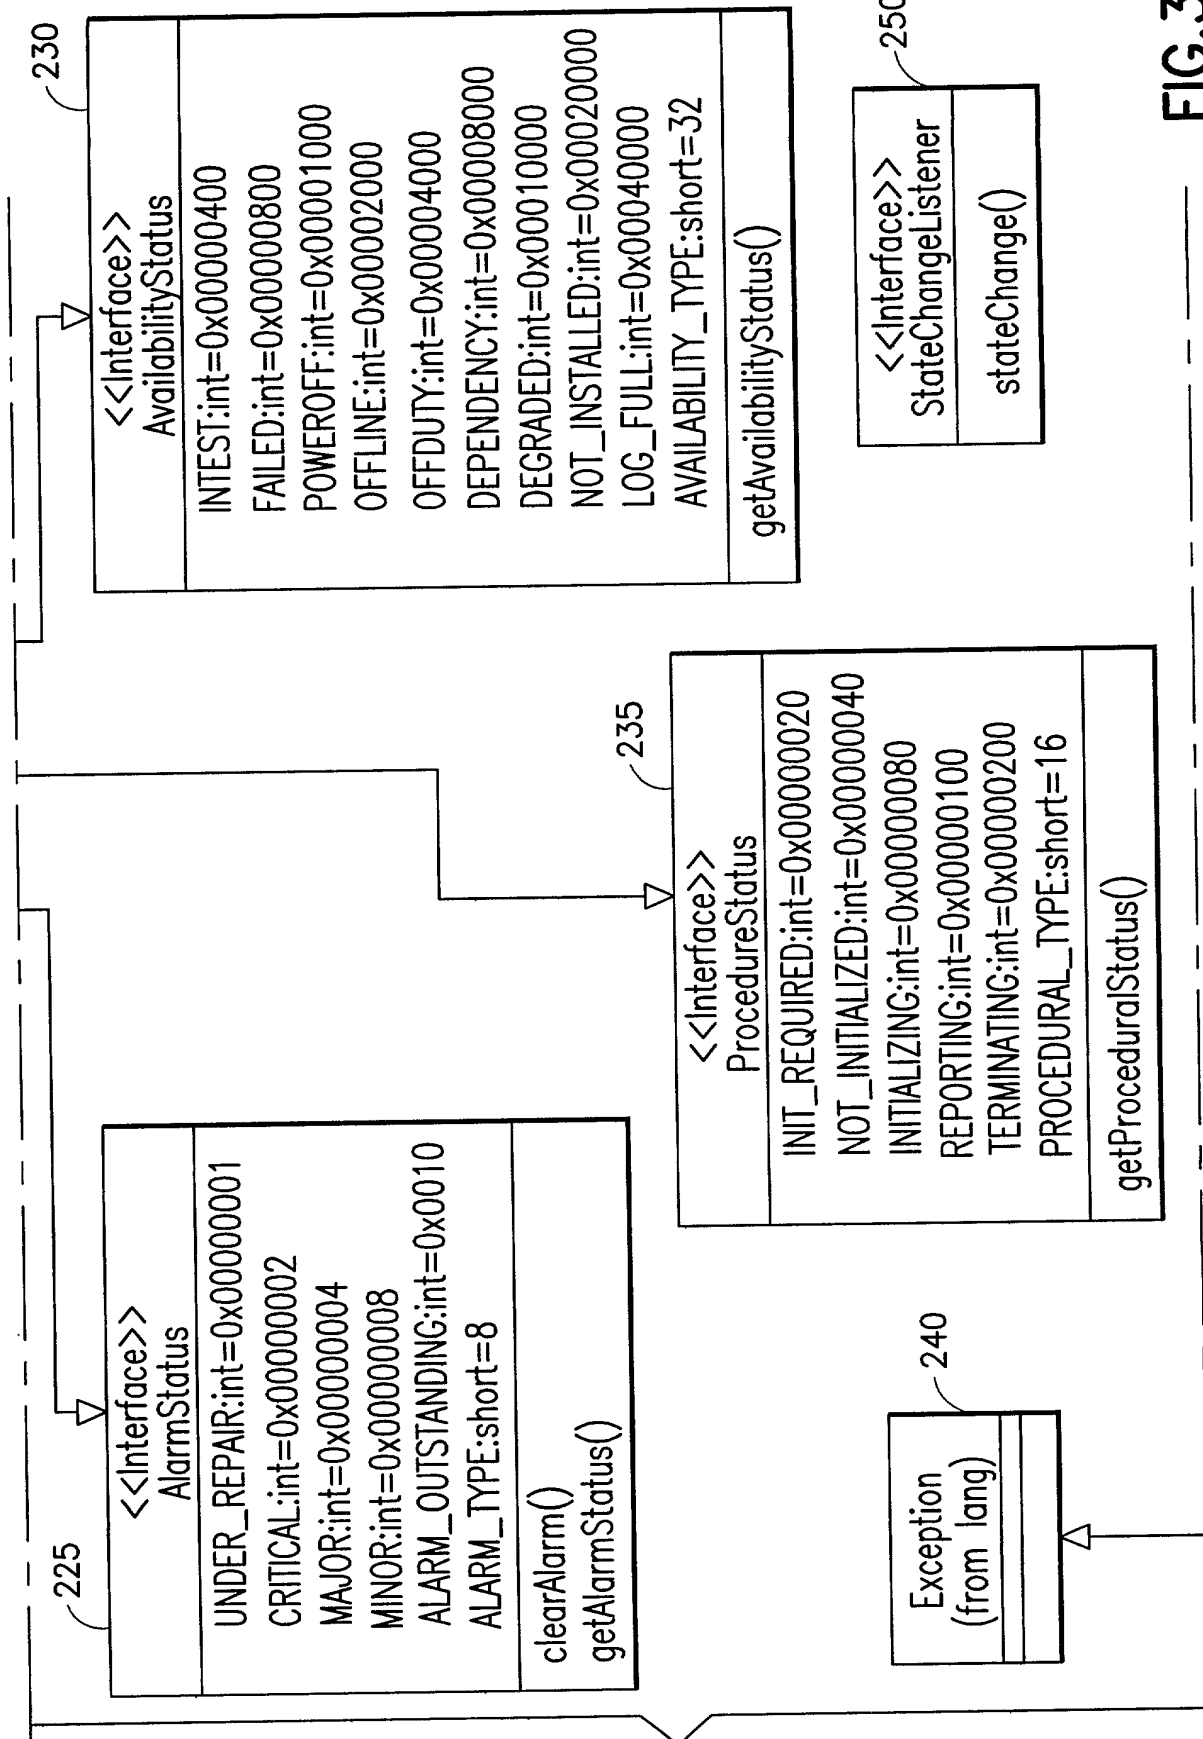 225
<<Interface>>
AlarmStatus
UNDER_REPAIR:int=0x00000001
CRITICAL:int=0x00000002
MAJOR:int=0x00000004
MINOR:int=0x00000008
ALARM_OUTSTANDING:int=0x0010
ALARM_TYPE:short=8
clearAlarm()
getAlarmStatus()
230
<<Interface>>
AvailabilityStatus
INTEST:int=0x00000400
FAILED:int=0x00000800
POWEROFF:int=0x00001000
OFFLINE:int=0x00002000
OFFDUTY:int=0x00004000
DEPENDENCY:int=0x00008000
DEGRADED:int=0x00010000
NOT_INSTALLED:int=0x00020000
LOG_FULL:int=0x00040000
AVAILABILITY_TYPE:short=32
getAvailabilityStatus()
235
<<Interface>>
ProcedureStatus
INIT_REQUIRED:int=0x00000020
NOT_INITIALIZED:int=0x00000040
INITIALIZING:int=0x00000080
REPORTING:int=0x00000100
TERMINATING:int=0x00000200
PROCEDURAL_TYPE:short=16
getProceduralStatus()
240
Exception
(from lang)
250
<<Interface>>
StateChangeListener
stateChange()
FIG.3